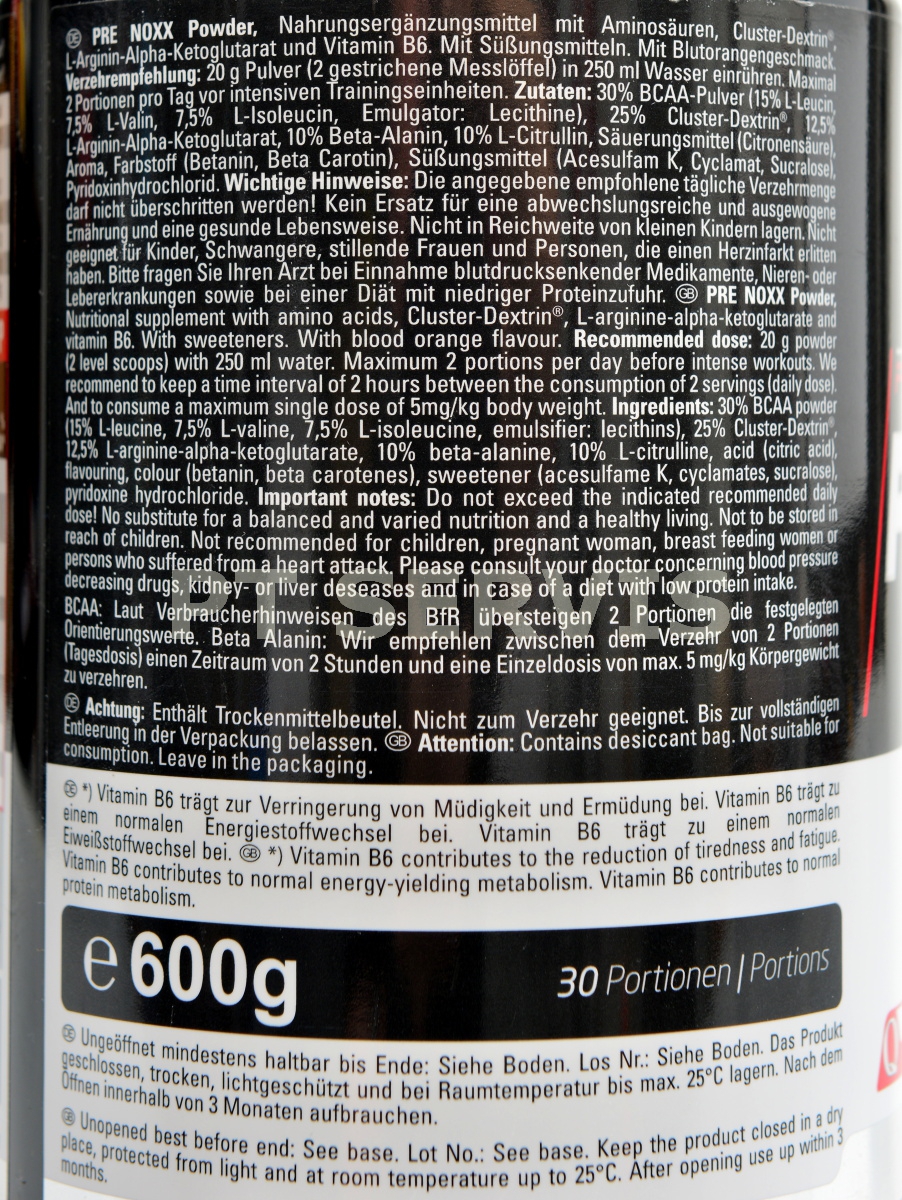 DE PRE NOXX Powder, Nahrungsergänzungsmittel mit Aminosäuren, Cluster-Dextrin®,
L-Arginin-Alpha-Ketoglutarat und Vitamin B6. Mit Süßungsmitteln. Mit Blutorangengeschmack.
Verzehrempfehlung: 20 g Pulver (2 gestrichene Messlöffel) in 250 ml Wasser einrühren. Maximal
2 Portionen pro Tag vor intensiven Trainingseinheiten. Zutaten: 30% BCAA-Pulver (15% L-Leucin,
7,5% L-Valin, 7,5% L-Isoleucin, Emulgator: Lecithine), 25% Cluster-Dextrin®, 12,5%
L-Arginin-Alpha-Ketoglutarat, 10% Beta-Alanin, 10% L-Citrullin, Säuerungsmittel (Citronensäure),
Aroma, Farbstoff (Betanin, Beta Carotin), Süßungsmittel (Acesulfam K, Cyclamat, Sucralose),
Pyridoxinhydrochlorid. Wichtige Hinweise: Die angegebene empfohlene tägliche Verzehrmenge
darf nicht überschritten werden! Kein Ersatz für eine abwechslungsreiche und ausgewogene
Ernährung und eine gesunde Lebensweise. Nicht in Reichweite von kleinen Kindern lagern. Nicht
geeignet für Kinder, Schwangere, stillende Frauen und Personen, die einen Herzinfarkt erlitten
haben. Bitte fragen Sie Ihren Arzt bei Einnahme blutdrucksenkender Medikamente, Nieren- oder
Lebererkrankungen sowie bei einer Diät mit niedriger Proteinzufuhr. GB PRE NOXX Powder,
Nutritional supplement with amino acids, Cluster-Dextrin®, L-arginine-alpha-ketoglutarate and
vitamin B6. With sweeteners. With blood orange flavour. Recommended dose: 20 g powder
(2 level scoops) with 250 ml water. Maximum 2 portions per day before intense workouts. We
recommend to keep a time interval of 2 hours between the consumption of 2 servings (daily dose).
And to consume a maximum single dose of 5mg/kg body weight. Ingredients: 30% BCAA powder
(15% L-leucine, 7,5% L-valine, 7,5% L-isoleucine, emulsifier: lecithins), 25% Cluster-Dextrin®,
12,5% L-arginine-alpha-ketoglutarate, 10% beta-alanine, 10% L-citrulline, acid (citric acid),
flavouring, colour (betanin, beta carotenes), sweetener (acesulfame K, cyclamates, sucralose),
pyridoxine hydrochloride. Important notes: Do not exceed the indicated recommended daily
dose! No substitute for a balanced and varied nutrition and a healthy living. Not to be stored in
reach of children. Not recommended for children, pregnant woman, breast feeding women or
persons who suffered from a heart attack. Please consult your doctor concerning blood pressure
decreasing drugs, kidney- or liver deseases and in case of a diet with low protein intake.
PT SERVIS
BCAA: Laut Verbraucherhinweisen des BfR übersteigen 2 Portionen die festgelegten
Orientierungswerte. Beta Alanin: Wir empfehlen zwischen dem Verzehr von 2 Portionen
(Tagesdosis) einen Zeitraum von 2 Stunden und eine Einzeldosis von max. 5 mg/kg Körpergewicht
zu verzehren.
DE Achtung: Enthält Trockenmittelbeutel. Nicht zum Verzehr geeignet. Bis zur vollständigen
Entleerung in der Verpackung belassen. GB Attention: Contains desiccant bag. Not suitable for
consumption. Leave in the packaging.
DE *) Vitamin B6 trägt zur Verringerung von Müdigkeit und Ermüdung bei. Vitamin B6 trägt zu
einem normalen Energiestoffwechsel bei. Vitamin B6 trägt zu einem normalen
Eiweißstoffwechsel bei. GB *) Vitamin B6 contributes to the reduction of tiredness and fatigue.
Vitamin B6 contributes to normal energy-yielding metabolism. Vitamin B6 contributes to normal
protein metabolism.
e 600g
30 Portionen | Portions
DE Ungeöffnet mindestens haltbar bis Ende: Siehe Boden. Los Nr.: Siehe Boden. Das Produkt
geschlossen, trocken, lichtgeschützt und bei Raumtemperatur bis max. 25°C lagern. Nach dem
Öffnen innerhalb von 3 Monaten aufbrauchen.
GB Unopened best before end: See base. Lot No.: See base. Keep the product closed in a dry
place, protected from light and at room temperature up to 25°C. After opening use up within 3
months.